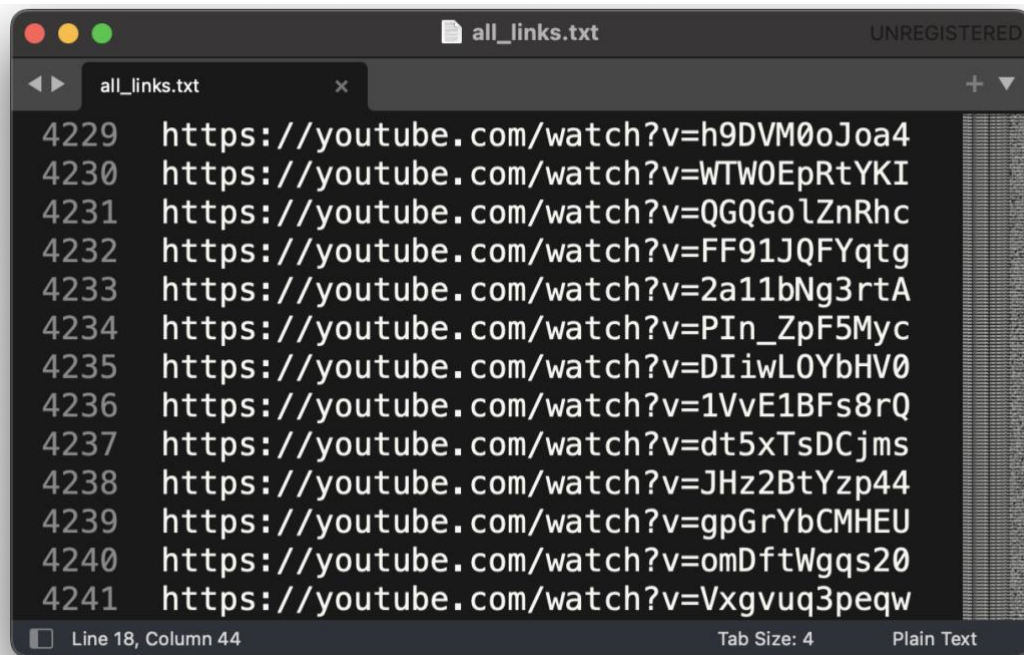 all_links.txt
UNREGISTERED
all_links.txt
4229 https://youtube.com/watch?v=h9DVM0oJoa4
4230 https://youtube.com/watch?v=WTWOEpRtYKI
4231 https://youtube.com/watch?v=QGQGolZnRhc
4232 https://youtube.com/watch?v=FF91JQFYqtg
4233 https://youtube.com/watch?v=2a11bNg3rtA
4234 https://youtube.com/watch?v=PIn_ZpF5Myc
4235 https://youtube.com/watch?v=DIiwLOYbHV0
4236 https://youtube.com/watch?v=1VvE1BFs8rQ
4237 https://youtube.com/watch?v=dt5xTsDCjms
4238 https://youtube.com/watch?v=JHz2BtYzp44
4239 https://youtube.com/watch?v=gpGrYbCMHEU
4240 https://youtube.com/watch?v=omDftWgqs20
4241 https://youtube.com/watch?v=Vxgvuq3peqw
Line 18, Column 44
Tab Size: 4
Plain Text